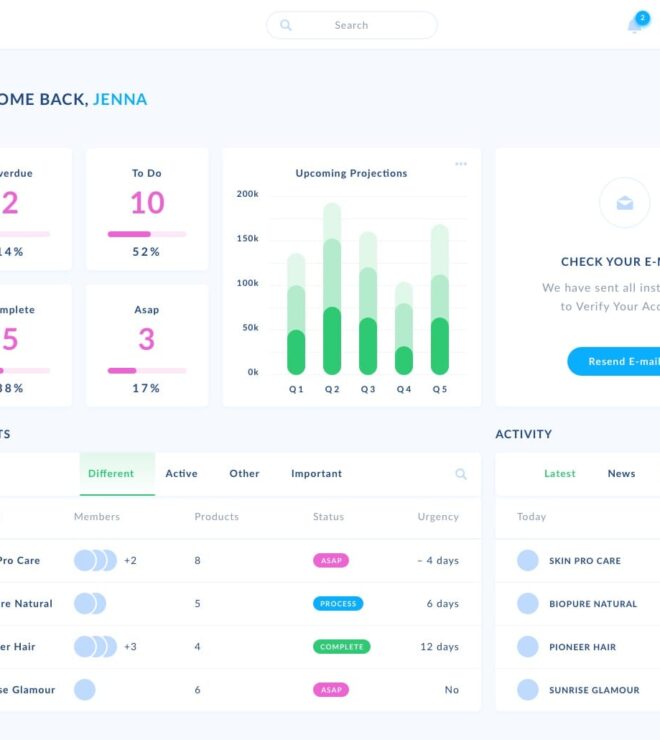 Search
2
OME BACK, JENNA
verdue
2
14%
To Do
10
52%
mplete
5
38%
Asap
3
17%
Upcoming Projections
200k
150k
100k
50k
0k
Q1 Q2 Q3 Q4 Q5
CHECK YOUR E-M
We have sent all inst
to Verify Your Acc
Resend E-mail
TS
Different Active Other Important
Members Products Status Urgency
Pro Care +2 8 ASAP – 4 days
re Natural 5 PROCESS 6 days
er Hair +3 4 COMPLETE 12 days
se Glamour 6 ASAP No
ACTIVITY
Latest News
Today
SKIN PRO CARE
BIOPURE NATURAL
PIONEER HAIR
SUNRISE GLAMOUR